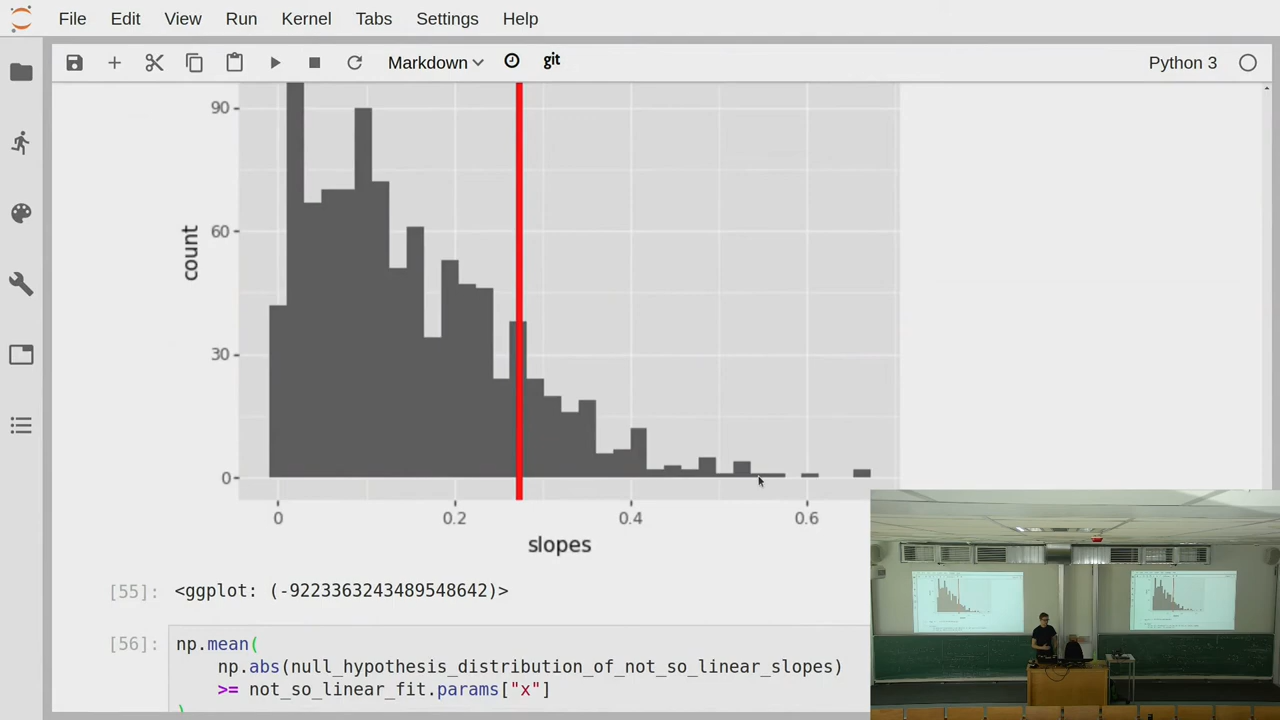 File Edit View Run Kernel Tabs Settings Help
Markdown git Python 3
90
60
30
0
count
0 0.2 0.4 0.6
slopes
[55]: <ggplot: (-9223363243489548642)>
[56]: np.mean(
np.abs(null_hypothesis_distribution_of_not_so_linear_slopes)
>= not_so_linear_fit.params["x"]
)